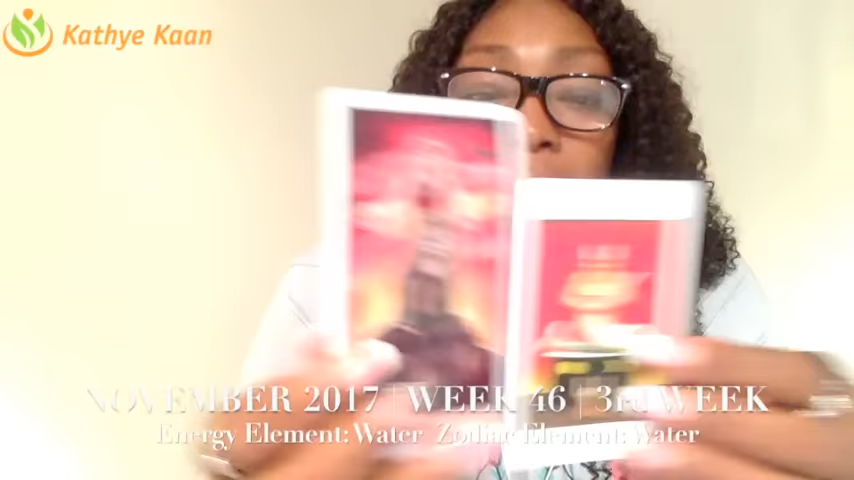 Kathye Kaan
NOVEMBER 2017 | WEEK 46 | 3rd WEEK
Energy Element: Water Zodiac Element: Water